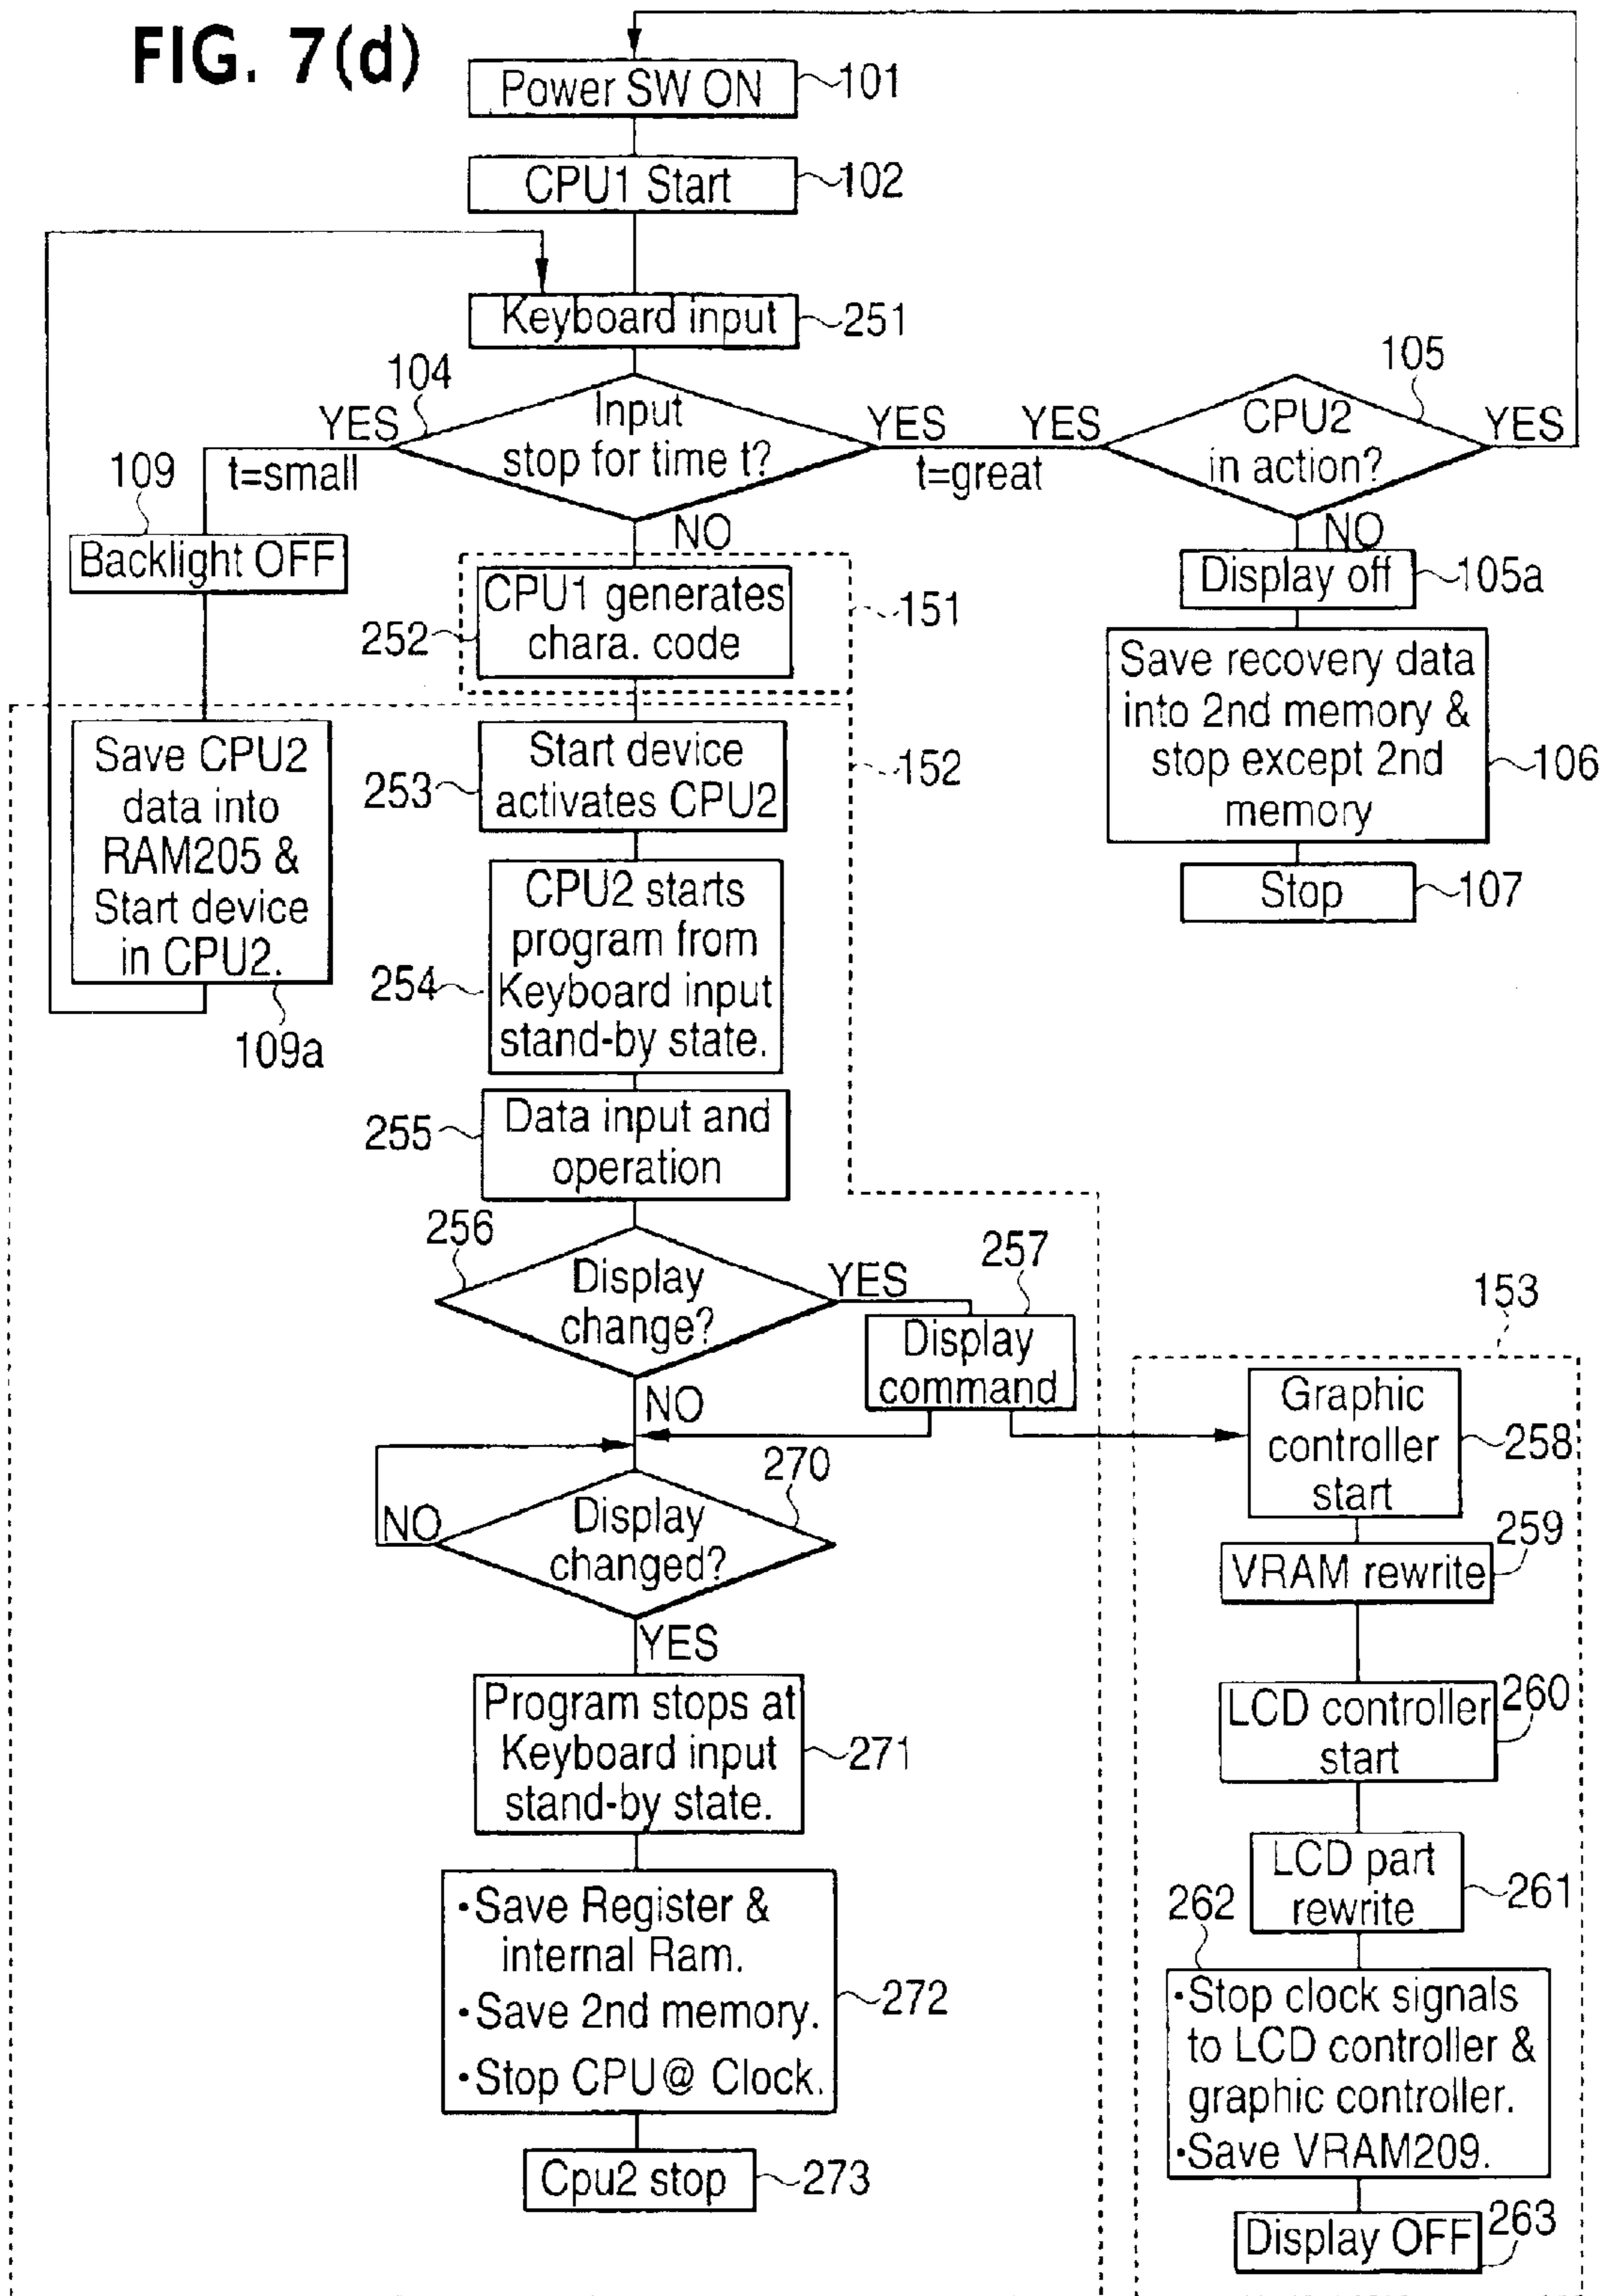 FIG. 7(d)
Power SW ON
101
CPU1 Start
102
Keyboard input
251
104
Input
stop for time t?
YES
t=small
YES
t=great
YES
105
CPU2
in action?
YES
NO
109
Backlight OFF
NO
Display off
105a
CPU1 generates
chara. code
252
151
Save recovery data
into 2nd memory &
stop except 2nd
memory
106
Stop
107
Save CPU2
data into
RAM205 &
Start device
in CPU2.
109a
Start device
activates CPU2
253
152
CPU2 starts
program from
Keyboard input
stand-by state.
254
Data input and
operation
255
256
Display
change?
YES
257
Display
command
NO
153
Graphic
controller
start
258
270
Display
changed?
NO
YES
259
VRAM rewrite
LCD controller
start
260
Program stops at
Keyboard input
stand-by state.
271
LCD part
rewrite
261
262
•Save Register &
internal Ram.
•Save 2nd memory.
•Stop CPU@ Clock.
272
•Stop clock signals
to LCD controller &
graphic controller.
•Save VRAM209.
Cpu2 stop
273
Display OFF
263